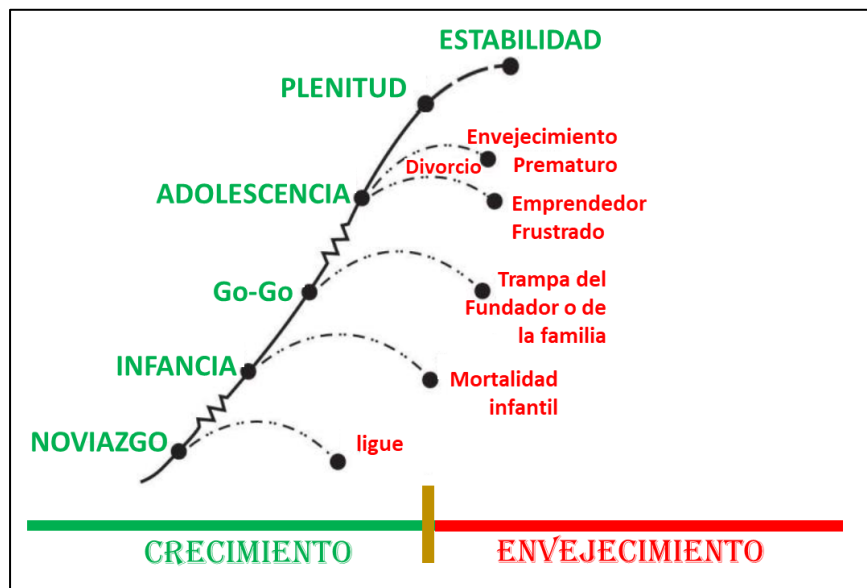 ESTABILIDAD
PLENITUD
Envejecimiento
Prematuro
Divorcio
ADOLESCENCIA
Emprendedor
Frustrado
Go-Go
Trampa del
Fundador o de
la familia
INFANCIA
Mortalidad
infantil
NOVIAZGO
ligue
CRECIMIENTO
ENVEJECIMIENTO